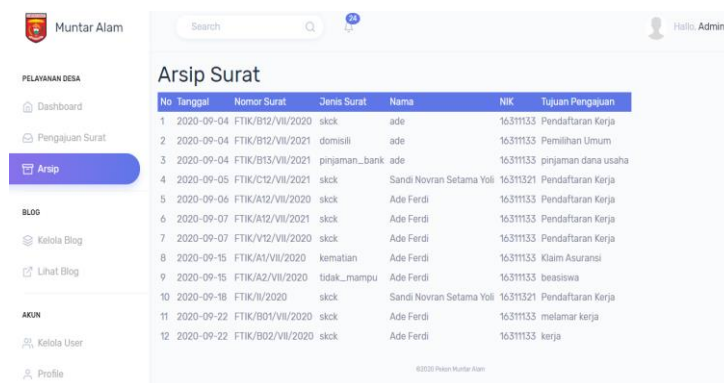 Muntar Alam
Search
24
Hallo, Admin
PELAYANAN DESA
Dashboard
Pengajuan Surat
Arsip
BLOG
Kelola Blog
Lihat Blog
AKUN
Kelola User
Profile
Arsip Surat
No Tanggal Nomor Surat Jenis Surat Nama NIK Tujuan Pengajuan
1 2020-09-04 FTIK/B12/VII/2020 skck ade 16311133 Pendaftaran Kerja
2 2020-09-04 FTIK/B12/VII/2021 domisili ade 16311133 Pemilihan Umum
3 2020-09-04 FTIK/B13/VII/2021 pinjaman_bank ade 16311133 pinjaman dana usaha
4 2020-09-05 FTIK/C12/VII/2021 skck Sandi Novran Setama Yoli 16311321 Pendaftaran Kerja
5 2020-09-06 FTIK/A12/VII/2020 skck Ade Ferdi 16311133 Pendaftaran Kerja
6 2020-09-07 FTIK/A12/VII/2021 skck Ade Ferdi 16311133 Pendaftaran Kerja
7 2020-09-07 FTIK/V12/VII/2020 skck Ade Ferdi 16311133 Pendaftaran Kerja
8 2020-09-15 FTIK/A1/VII/2020 kematian Ade Ferdi 16311133 Klaim Asuransi
9 2020-09-15 FTIK/A2/VII/2020 tidak_mampu Ade Ferdi 16311133 beasiswa
10 2020-09-18 FTIK/II/2020 skck Sandi Novran Setama Yoli 16311321 Pendaftaran Kerja
11 2020-09-22 FTIK/B01/VII/2020 skck Ade Ferdi 16311133 melamar kerja
12 2020-09-22 FTIK/B02/VII/2020 skck Ade Ferdi 16311133 kerja
©2020 Pekon Muntar Alam